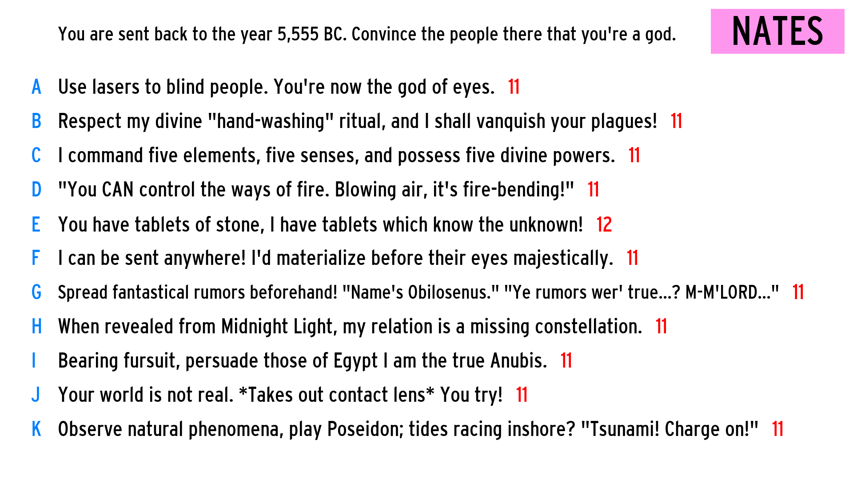 You are sent back to the year 5,555 BC. Convince the people there that you're a god.
NATES
A Use lasers to blind people. You're now the god of eyes. 11
B Respect my divine "hand-washing" ritual, and I shall vanquish your plagues! 11
C I command five elements, five senses, and possess five divine powers. 11
D "You CAN control the ways of fire. Blowing air, it's fire-bending!" 11
E You have tablets of stone, I have tablets which know the unknown! 12
F I can be sent anywhere! I'd materialize before their eyes majestically. 11
G Spread fantastical rumors beforehand! "Name's Obilosenus." "Ye rumors wer' true...? M-M'LORD..." 11
H When revealed from Midnight Light, my relation is a missing constellation. 11
I Bearing fursuit, persuade those of Egypt I am the true Anubis. 11
J Your world is not real. *Takes out contact lens* You try! 11
K Observe natural phenomena, play Poseidon; tides racing inshore? "Tsunami! Charge on!" 11